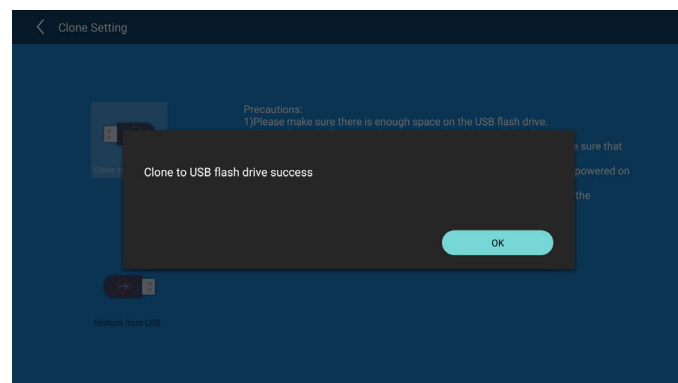 Clone Setting
Precautions:
1)Please make sure there is enough space on the USB flash drive.
e sure that
Clone t
Clone to USB flash drive success
powered on
the
OK
Restore from USB